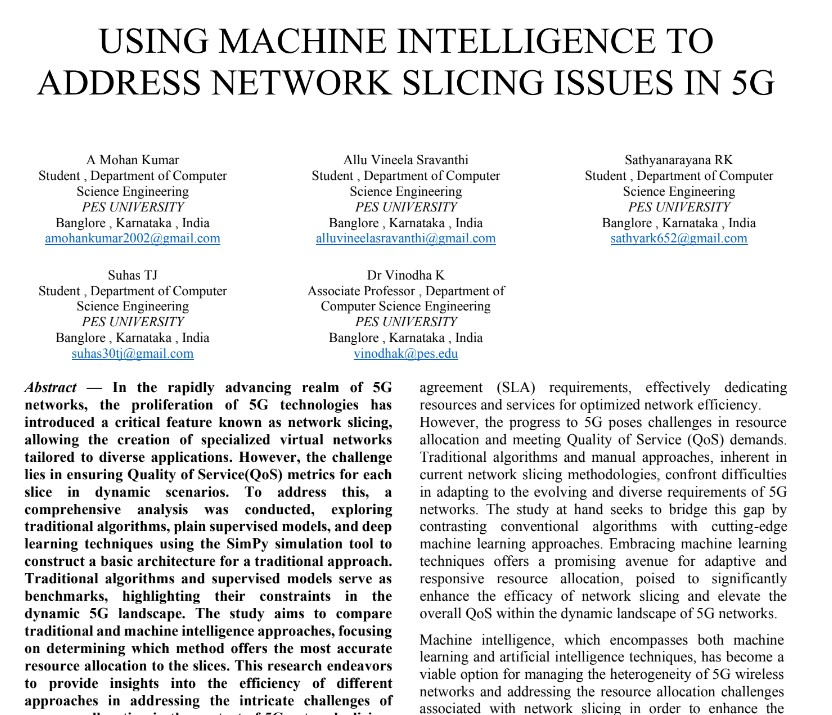 USING MACHINE INTELLIGENCE TO
ADDRESS NETWORK SLICING ISSUES IN 5G
A Mohan Kumar
Student , Department of Computer
Science Engineering
PES UNIVERSITY
Banglore , Karnataka , India
amohankumar2002@gmail.com
Allu Vineela Sravanthi
Student , Department of Computer
Science Engineering
PES UNIVERSITY
Banglore , Karnataka , India
alluvineelasravanthi@gmail.com
Sathyanarayana RK
Student , Department of Computer
Science Engineering
PES UNIVERSITY
Banglore , Karnataka , India
sathyark652@gmail.com
Suhas TJ
Student , Department of Computer
Science Engineering
PES UNIVERSITY
Banglore , Karnataka , India
suhas30tj@gmail.com
Dr Vinodha K
Associate Professor , Department of
Computer Science Engineering
PES UNIVERSITY
Banglore , Karnataka , India
vinodhak@pes.edu
Abstract — In the rapidly advancing realm of 5G
networks, the proliferation of 5G technologies has
introduced a critical feature known as network slicing,
allowing the creation of specialized virtual networks
tailored to diverse applications. However, the challenge
lies in ensuring Quality of Service(QoS) metrics for each
slice in dynamic scenarios. To address this, a
comprehensive analysis was conducted, exploring
traditional algorithms, plain supervised models, and deep
learning techniques using the SimPy simulation tool to
construct a basic architecture for a traditional approach.
Traditional algorithms and supervised models serve as
benchmarks, highlighting their constraints in the
dynamic 5G landscape. The study aims to compare
traditional and machine intelligence approaches, focusing
on determining which method offers the most accurate
resource allocation to the slices. This research endeavors
to provide insights into the efficiency of different
approaches in addressing the intricate challenges of
agreement (SLA) requirements, effectively dedicating
resources and services for optimized network efficiency.
However, the progress to 5G poses challenges in resource
allocation and meeting Quality of Service (QoS) demands.
Traditional algorithms and manual approaches, inherent in
current network slicing methodologies, confront difficulties
in adapting to the evolving and diverse requirements of 5G
networks. The study at hand seeks to bridge this gap by
contrasting conventional algorithms with cutting-edge
machine learning approaches. Embracing machine learning
techniques offers a promising avenue for adaptive and
responsive resource allocation, poised to significantly
enhance the efficacy of network slicing and elevate the
overall QoS within the dynamic landscape of 5G networks.
Machine intelligence, which encompasses both machine
learning and artificial intelligence techniques, has become a
viable option for managing the heterogeneity of 5G wireless
networks and addressing the resource allocation challenges
associated with network slicing in order to enhance the